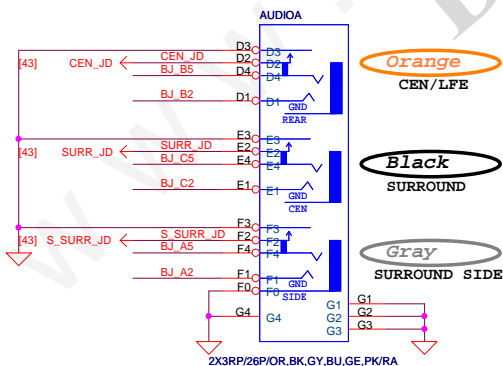 AUDIOA
[43] CEN_JD CEN_JD D3 D3
D2 D2
BJ_B5 D4 D4
BJ_B2 D1 D1
GND
REAR
Orange
CEN/LFE
E3 E3
[43] SURR_JD SURR_JD E2 E2
BJ_C5 E4 E4
BJ_C2 E1 E1
GND
CEN
Black
SURROUND
F3 F3
[43] S_SURR_JD S_SURR_JD F2 F2
BJ_A5 F4 F4
BJ_A2 F1 F1
GND
F0 F0
SIDE
Gray
SURROUND SIDE
G4 G4 G1 G1
G2 G2
G3 G3
2X3RP/26P/OR,BK,GY,BU,GE,PK/RA